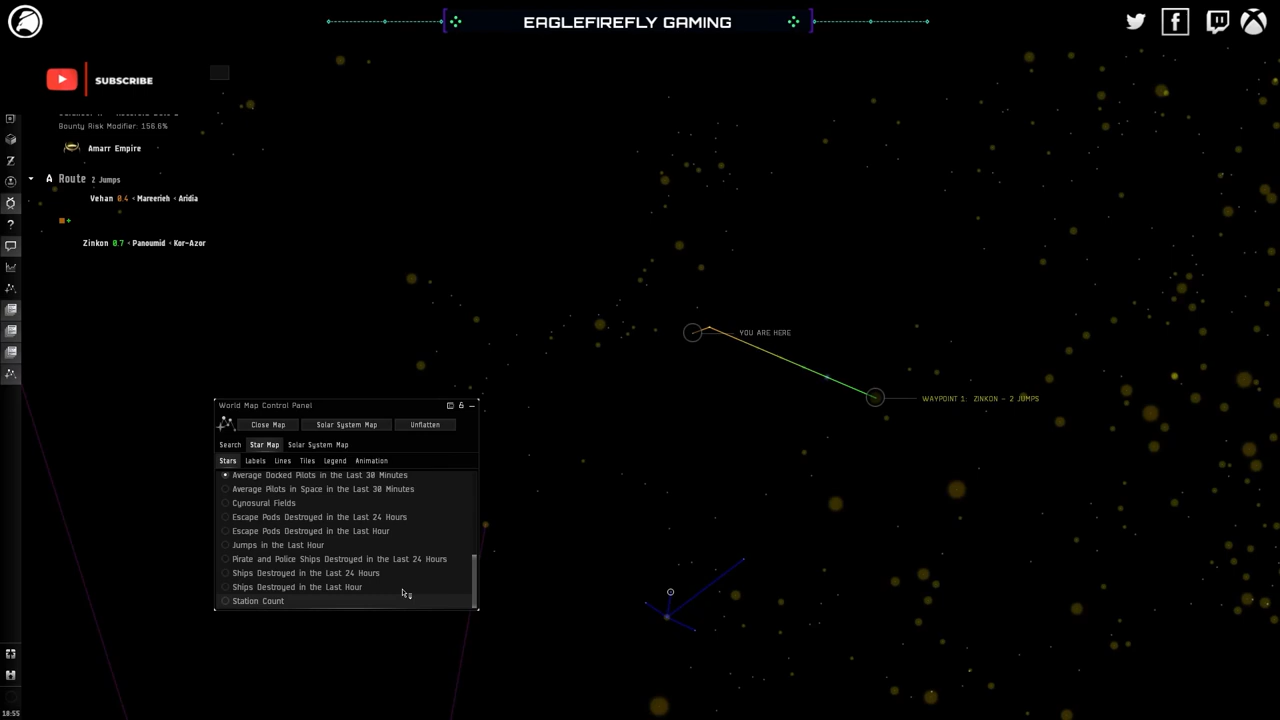 EAGLEFIREFLY GAMING
SUBSCRIBE
Bounty Risk Modifier: 156.6%
Amarr Empire
A Route 2 Jumps
Vehan 0.4 < Mareerieh < Aridia
Zinkon 0.7 < Panoumid < Kor-Azor
YOU ARE HERE
WAYPOINT 1: ZINKON - 2 JUMPS
World Map Control Panel
Close Map Solar System Map Unflatten
Search Star Map Solar System Map
Stars Labels Lines Tiles Legend Animation
Average Docked Pilots in the Last 30 Minutes
Average Pilots in Space in the Last 30 Minutes
Cynosural Fields
Escape Pods Destroyed in the Last 24 Hours
Escape Pods Destroyed in the Last Hour
Jumps in the Last Hour
Pirate and Police Ships Destroyed in the Last 24 Hours
Ships Destroyed in the Last 24 Hours
Ships Destroyed in the Last Hour
Station Count
18:55